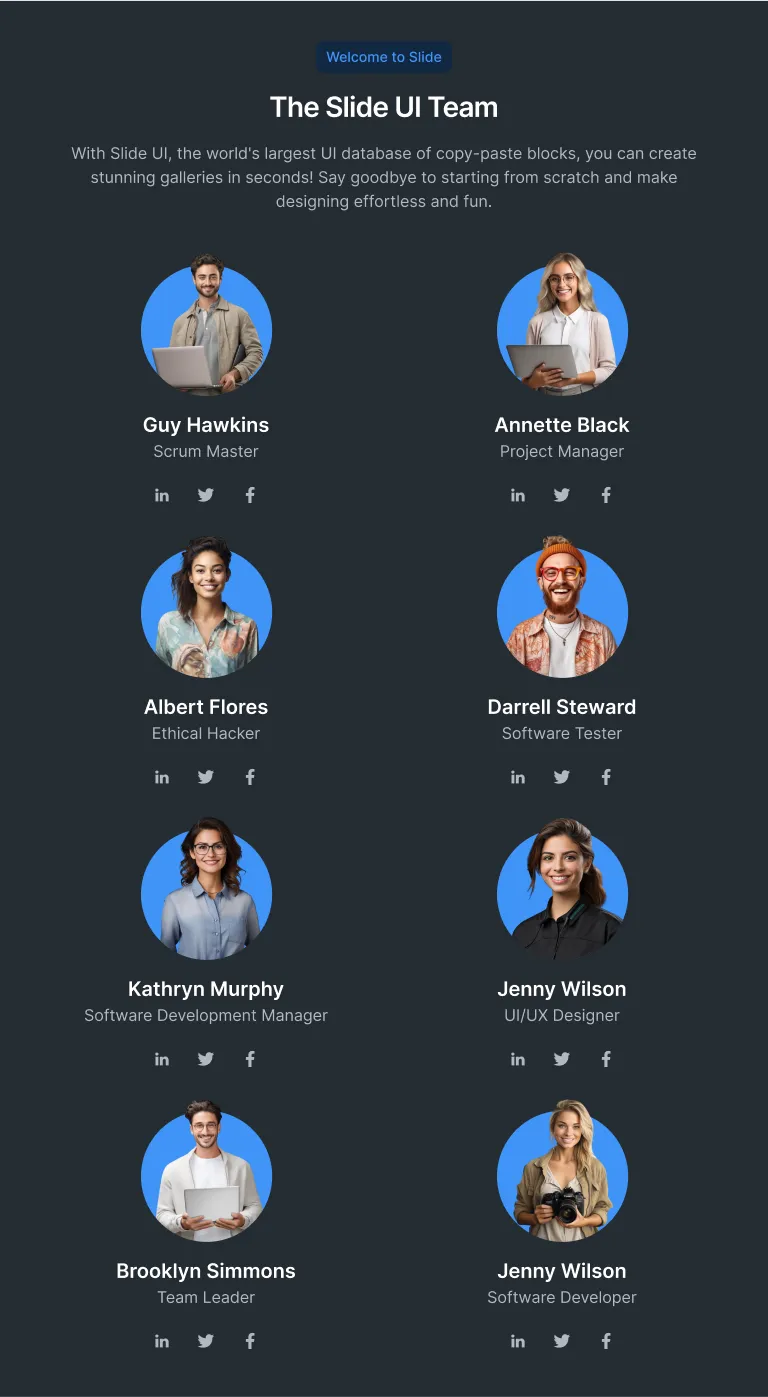 Welcome to Slide
The Slide UI Team
With Slide UI, the world's largest UI database of copy-paste blocks, you can create
stunning galleries in seconds! Say goodbye to starting from scratch and make
designing effortless and fun.
Guy Hawkins
Scrum Master
in
Annette Black
Project Manager
in
Albert Flores
Ethical Hacker
in
Darrell Steward
Software Tester
in
Kathryn Murphy
Software Development Manager
in
Jenny Wilson
UI/UX Designer
in
Brooklyn Simmons
Team Leader
in
Jenny Wilson
Software Developer
in